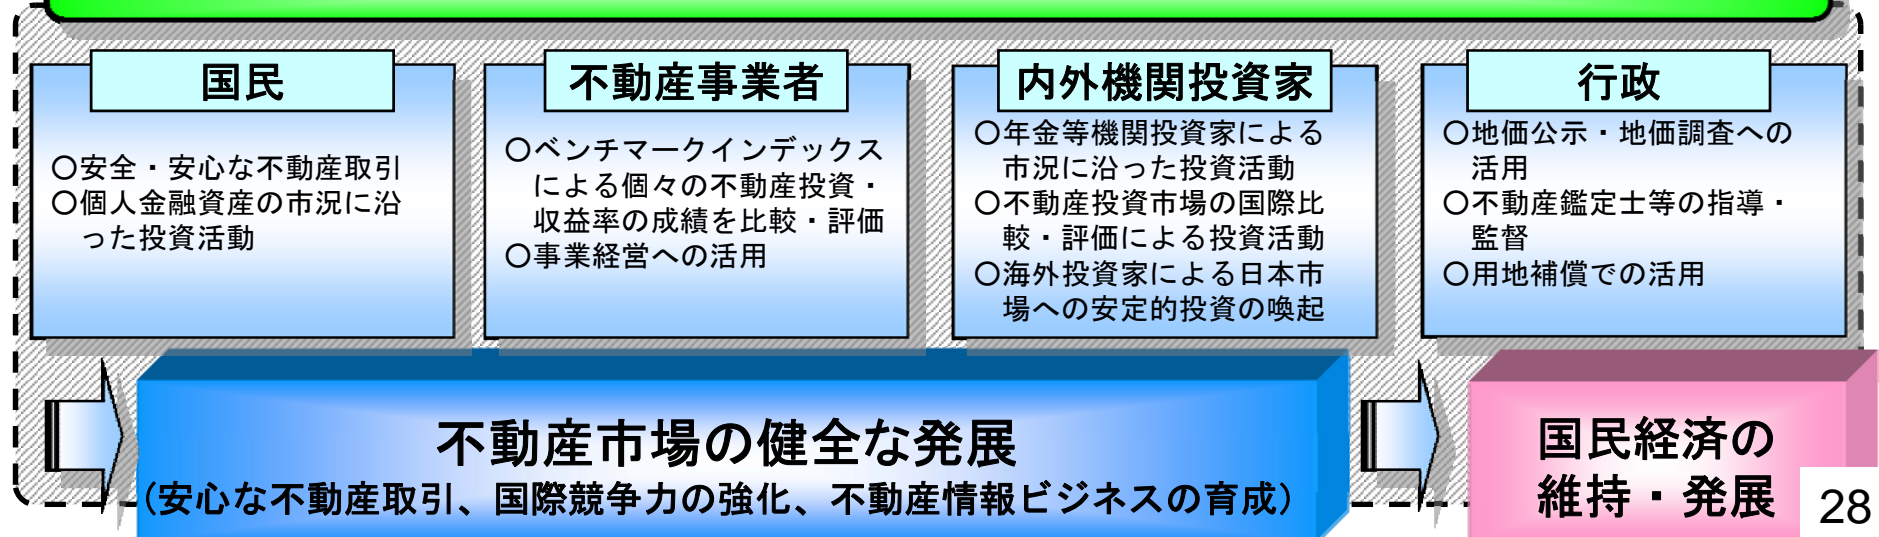 国民
〇安全・安心な不動産取引
〇個人金融資産の市況に沿
った投資活動
不動産事業者
〇ベンチマークインデックス
による個々の不動産投資・
収益率の成績を比較・評価
〇事業経営への活用
内外機関投資家
〇年金等機関投資家による
市況に沿った投資活動
〇不動産投資市場の国際比
較・評価による投資活動
〇海外投資家による日本市
場への安定的投資の喚起
行政
〇地価公示・地価調査への
活用
〇不動産鑑定士等の指導・
監督
〇用地補償での活用
不動産市場の健全な発展
（安心な不動産取引、国際競争力の強化、不動産情報ビジネスの育成）
国民経済の
維持・発展
28